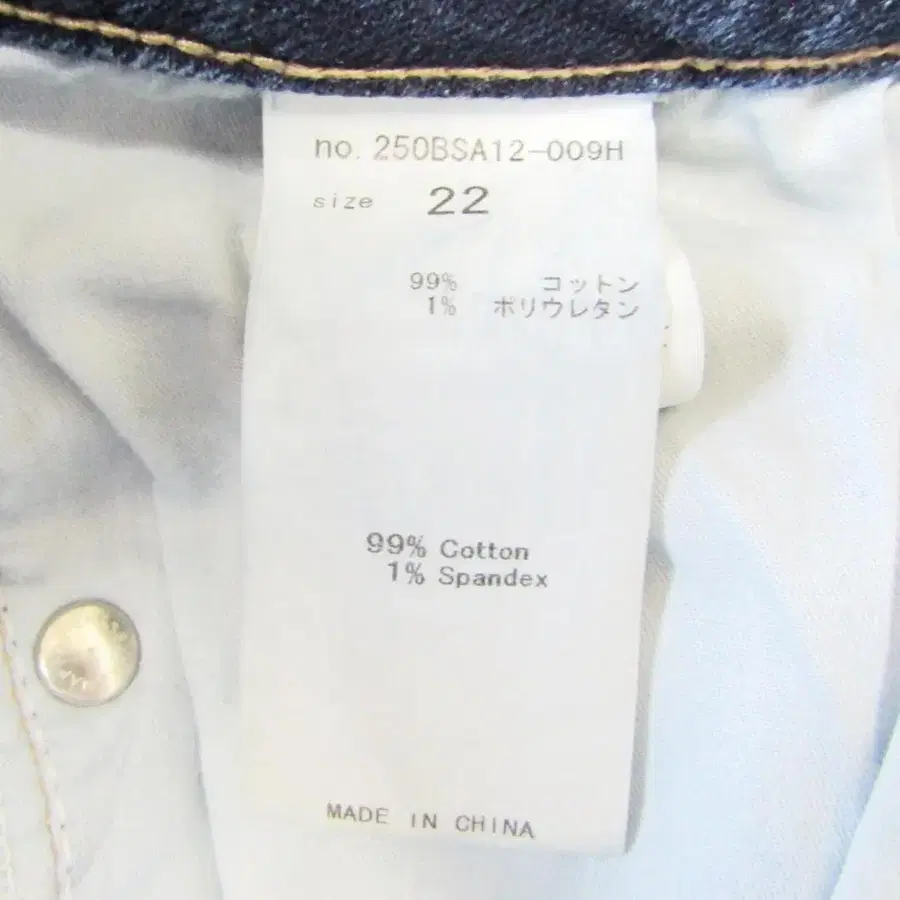 no. 250BSA12-009H
size 22
99% コットン
1% ポリウレタン
99% Cotton
1% Spandex
MADE IN CHINA